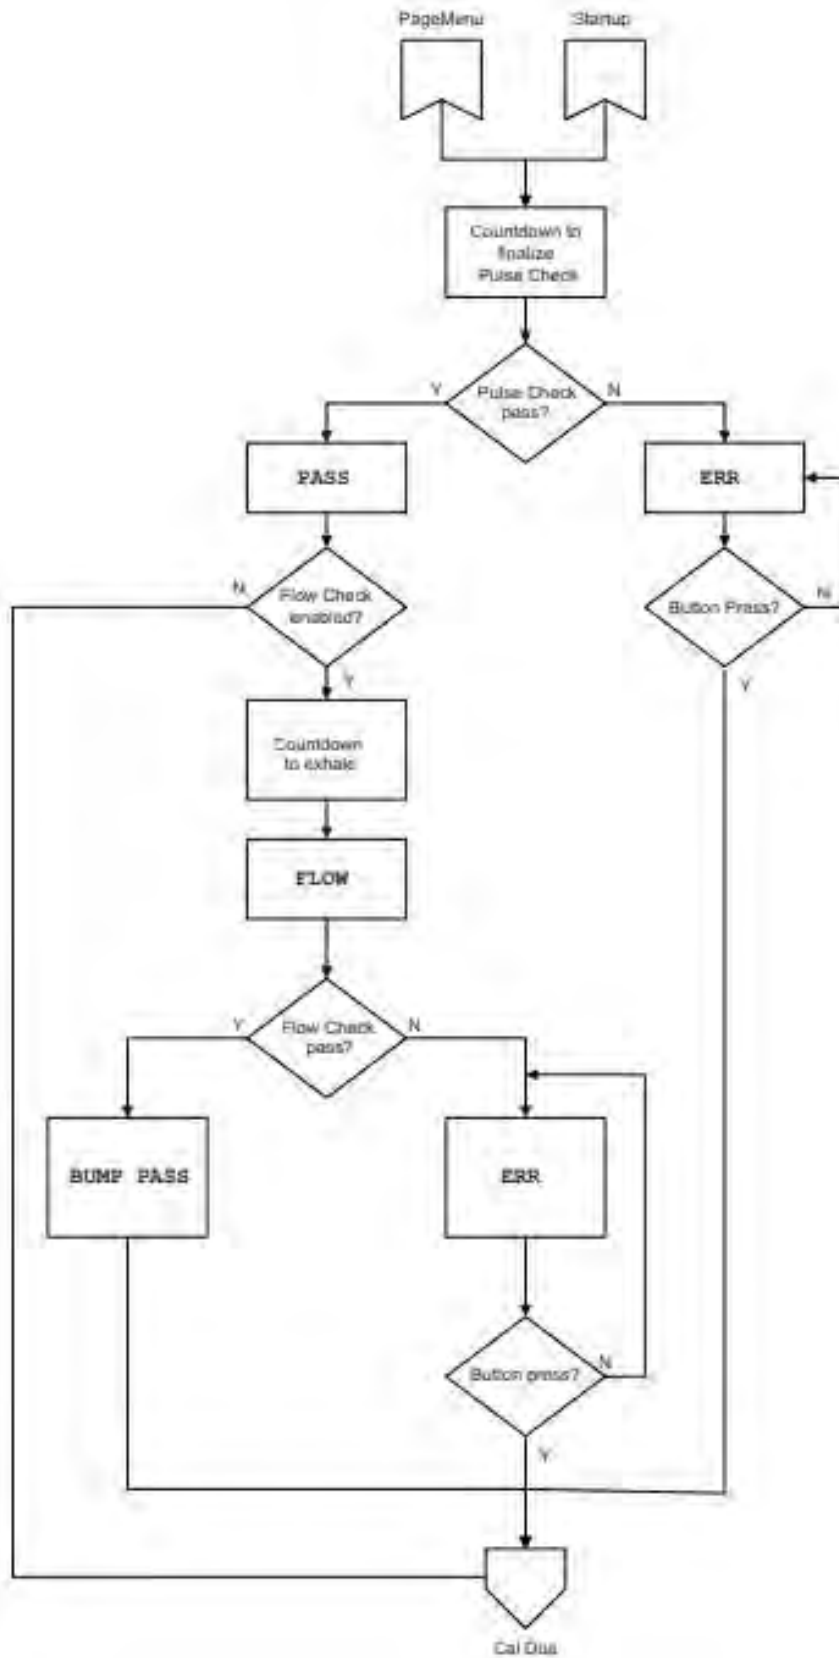 PageMenu
Startup
Countdown to
finalize
Pulse Check
Y
Pulse Check
pass?
N
PASS
ERR
N
Flow Check
enabled?
Button Press?
N
Y
Y
Countdown
to exhale
FLOW
Y
Flow Check
pass?
N
BUMP PASS
ERR
Button press?
N
Y
Cal Due